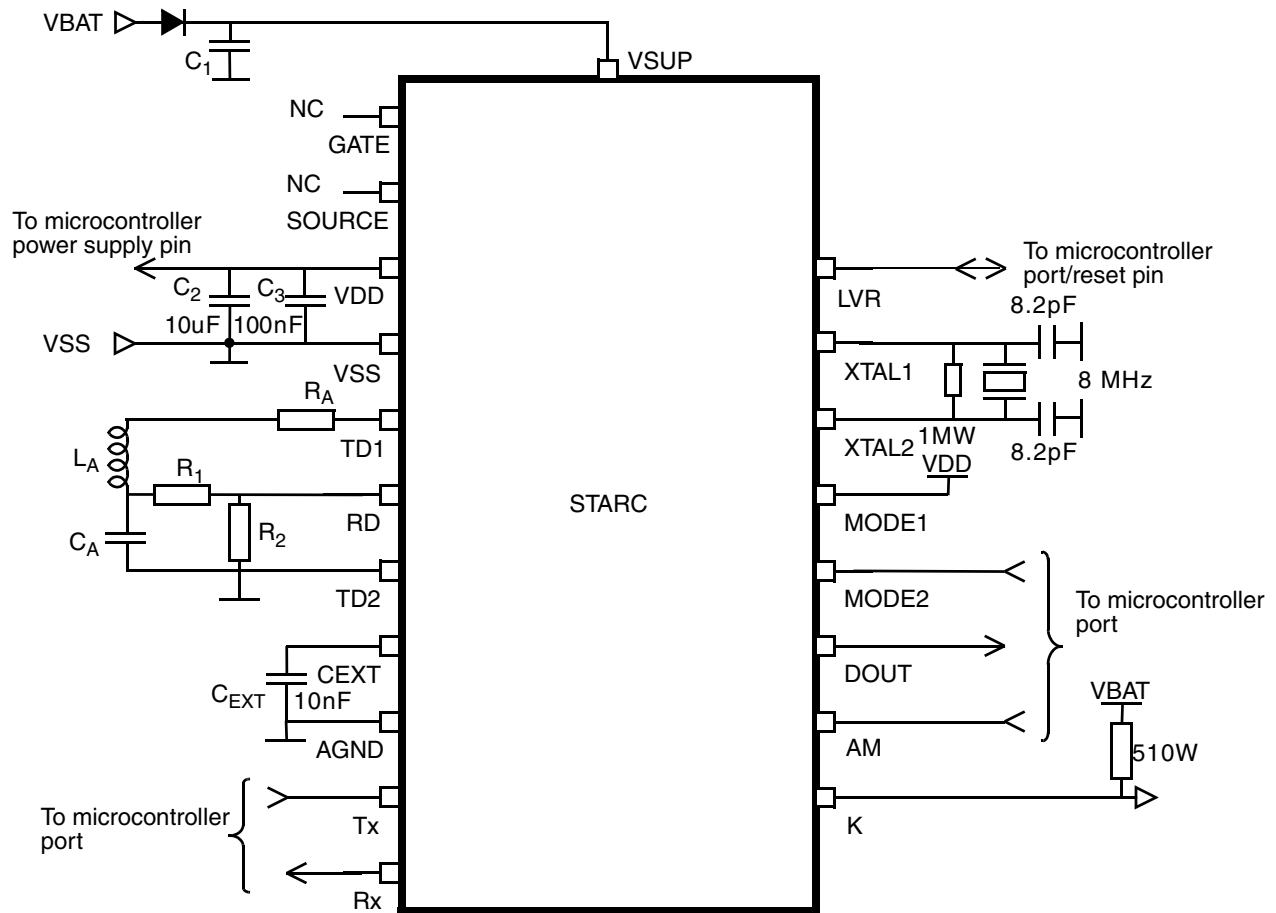 VBAT
C1
VSUP
NC
GATE
NC
SOURCE
To microcontroller
power supply pin
C2
C3
VDD
10uF
100nF
VSS
VSS
RA
TD1
LA
R1
RD
CA
R2
TD2
CEXT
CEXT
10nF
AGND
To microcontroller
port
Tx
Rx
STARC
To microcontroller
port/reset pin
LVR
8.2pF
XTAL1
8 MHz
XTAL2
1MW
8.2pF
VDD
MODE1
MODE2
To microcontroller
port
DOUT
VBAT
AM
510W
K